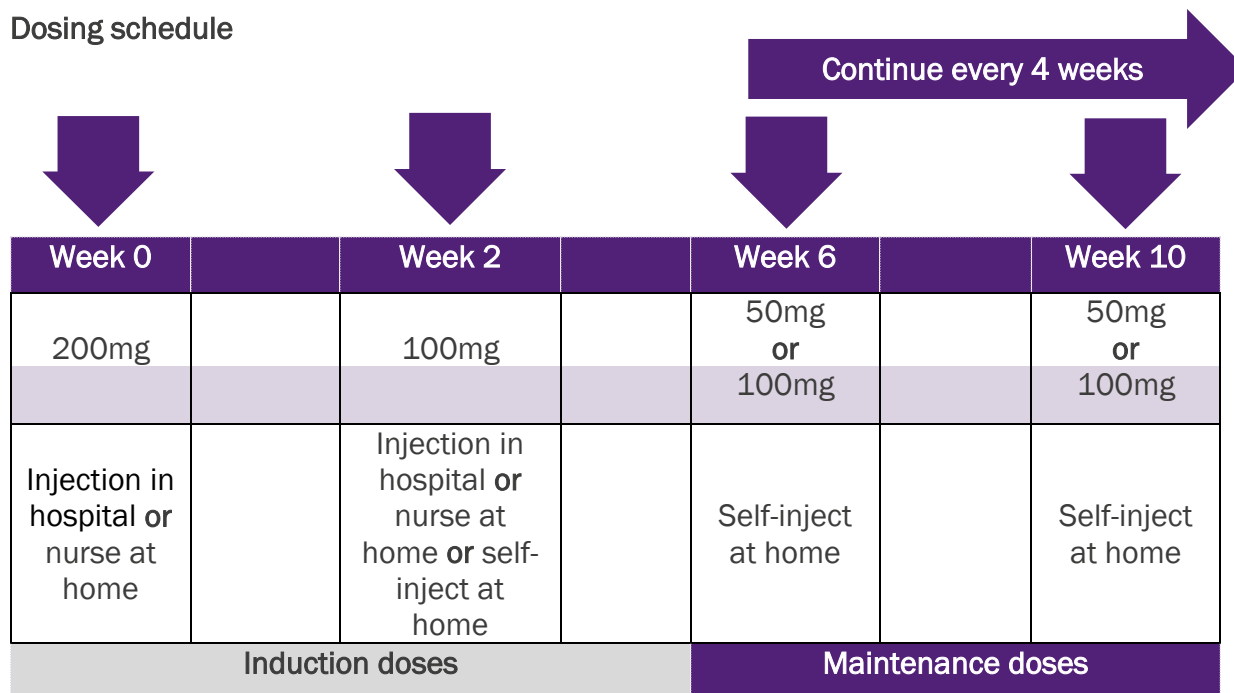 Dosing schedule
Continue every 4 weeks
Week 0
Week 2
Week 6
Week 10
200mg
100mg
50mg
or
100mg
50mg
or
100mg
Injection in
hospital or
nurse at
home
Injection in
hospital or
nurse at
home or self-
inject at
home
Self-inject
at home
Self-inject
at home
Induction doses
Maintenance doses